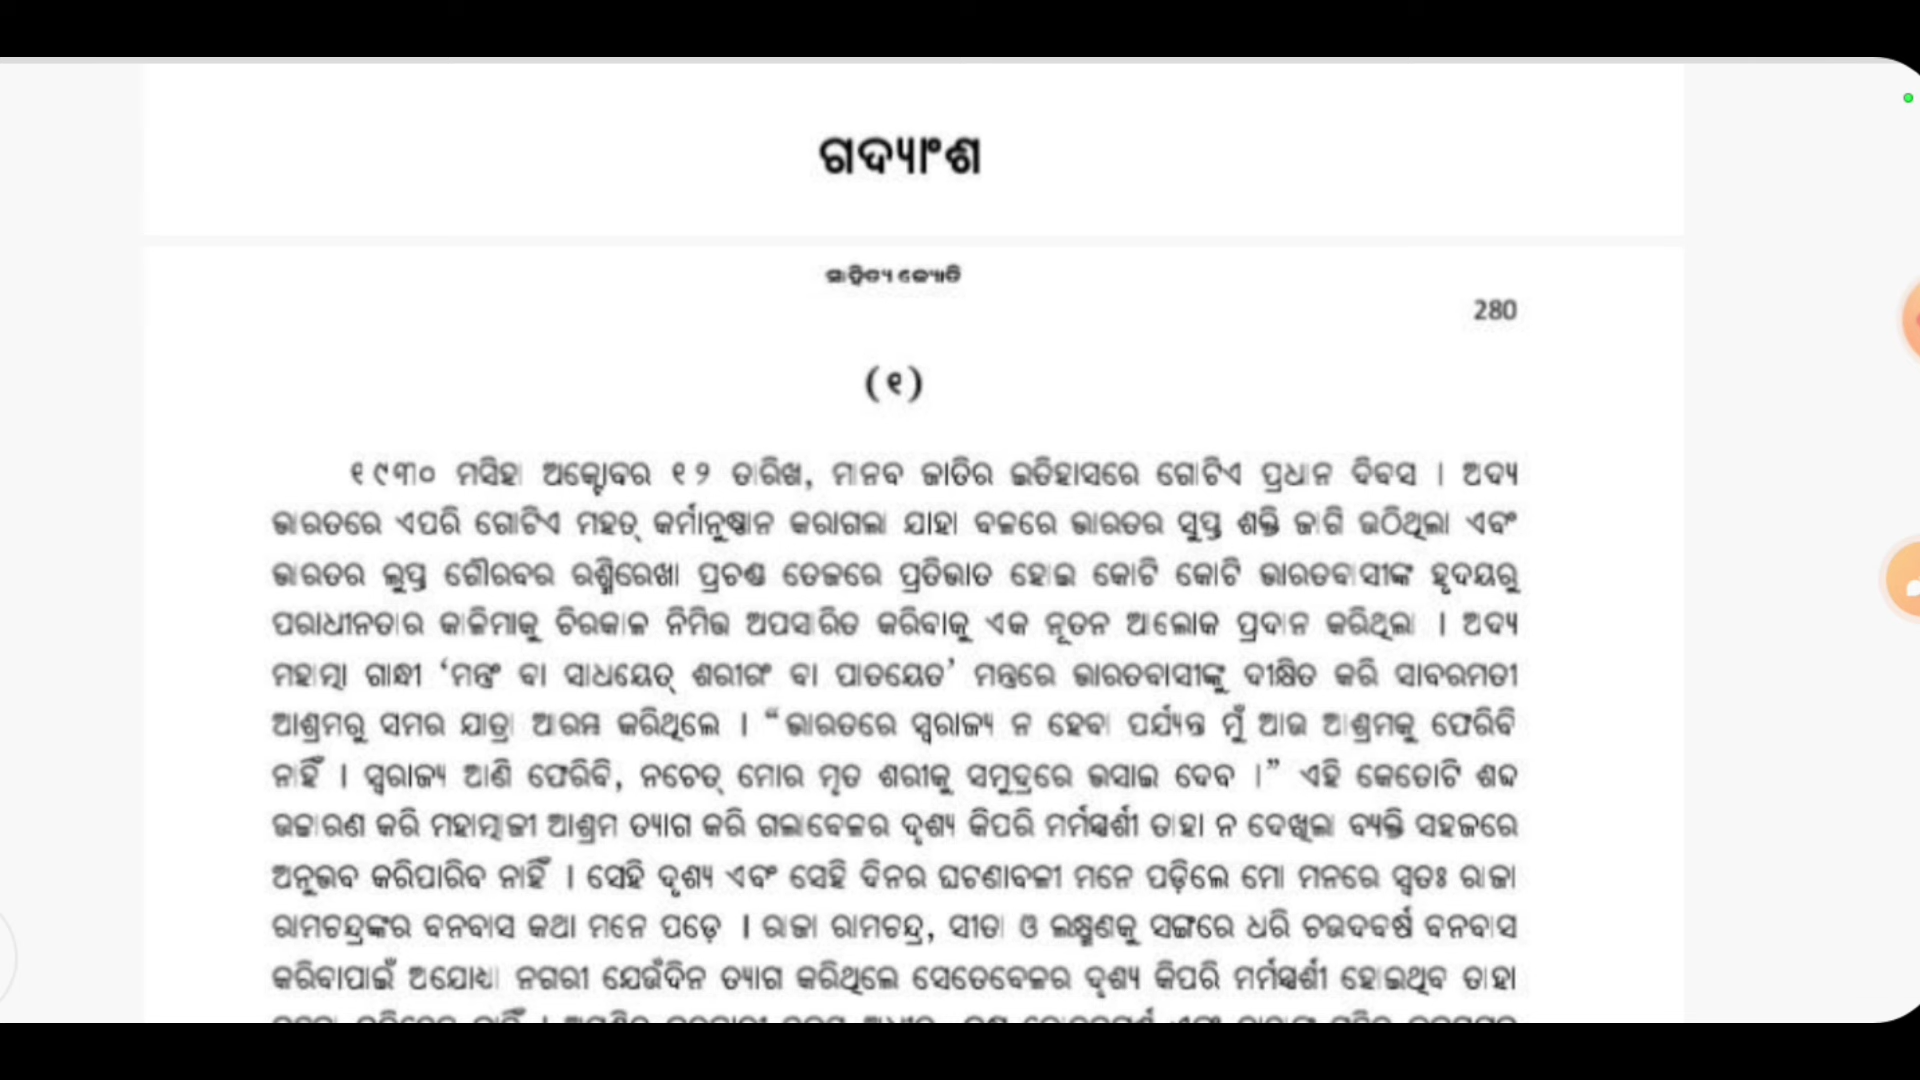 ଗଦ୍ୟାଂଶ
ସାହିତ୍ୟ ଜ୍ୟୋତି
280
(୧)
୧୯୩୦ ମସିହା ଅକ୍ଟୋବର ୧୨ ତାରିଖ, ମାନବ ଜାତିର ଇତିହାସରେ ଗୋଟିଏ ପ୍ରଧାନ ଦିବସ । ଅଦ୍ୟ
ଭାରତରେ ଏପରି ଗୋଟିଏ ମହତ୍ କର୍ମାନୁଷ୍ଠାନ କରାଗଲା ଯାହା ବଳରେ ଭାରତର ସୁପ୍ତ ଶକ୍ତି ଜାଗି ଉଠିଥିଲା ଏବଂ
ଭାରତର ଲୁପ୍ତ ଗୌରବର ରଶ୍ମିରେଖା ପ୍ରଚଣ୍ଡ ତେଜରେ ପ୍ରତିଭାତ ହୋଇ କୋଟି କୋଟି ଭାରତବାସୀଙ୍କ ହୃଦୟରୁ
ପରାଧୀନତାର କାଳିମାକୁ ଚିରକାଳ ନିମିତ୍ତ ଅପସାରିତ କରିବାକୁ ଏକ ନୂତନ ଆଲୋକ ପ୍ରଦାନ କରିଥିଲା । ଅଦ୍ୟ
ମହାତ୍ମା ଗାନ୍ଧୀ ‘ମନ୍ତ୍ରଂ ବା ସାଧୟେତ୍ ଶରୀରଂ ବା ପାତୟେତ’ ମନ୍ତ୍ରରେ ଭାରତବାସୀଙ୍କୁ ଦୀକ୍ଷିତ କରି ସାବରମତୀ
ଆଶ୍ରମରୁ ସମର ଯାତ୍ରା ଆରମ୍ଭ କରିଥିଲେ । “ଭାରତରେ ସ୍ୱରାଜ୍ୟ ନ ହେବା ପର୍ଯ୍ୟନ୍ତ ମୁଁ ଆଉ ଆଶ୍ରମକୁ ଫେରିବି
ନାହିଁ । ସ୍ୱରାଜ୍ୟ ଆଣି ଫେରିବି, ନଚେତ୍ ମୋର ମୃତ ଶରୀକୁ ସମୁଦ୍ରରେ ଭସାଇ ଦେବ ।” ଏହି କେତୋଟି ଶବ୍ଦ
ଉଚ୍ଚାରଣ କରି ମହାତ୍ମାଜୀ ଆଶ୍ରମ ତ୍ୟାଗ କରି ଗଲାବେଳର ଦୃଶ୍ୟ କିପରି ମର୍ମସ୍ପର୍ଶୀ ତାହା ନ ଦେଖିଲା ବ୍ୟକ୍ତି ସହଜରେ
ଅନୁଭବ କରିପାରିବ ନାହିଁ । ସେହି ଦୃଶ୍ୟ ଏବଂ ସେହି ଦିନର ଘଟଣାବଳୀ ମନେ ପଡ଼ିଲେ ମୋ ମନରେ ସ୍ୱତଃ ରାଜା
ରାମଚନ୍ଦ୍ରଙ୍କର ବନବାସ କଥା ମନେ ପଡ଼େ । ରାଜା ରାମଚନ୍ଦ୍ର, ସୀତା ଓ ଲକ୍ଷ୍ମଣକୁ ସଙ୍ଗରେ ଧରି ଚଉଦବର୍ଷ ବନବାସ
କରିବାପାଇଁ ଅଯୋଧ୍ୟା ନଗରୀ ଯେଉଁଦିନ ତ୍ୟାଗ କରିଥିଲେ ସେତେବେଳର ଦୃଶ୍ୟ କିପରି ମର୍ମସ୍ପର୍ଶୀ ହୋଇଥିବ ତାହା